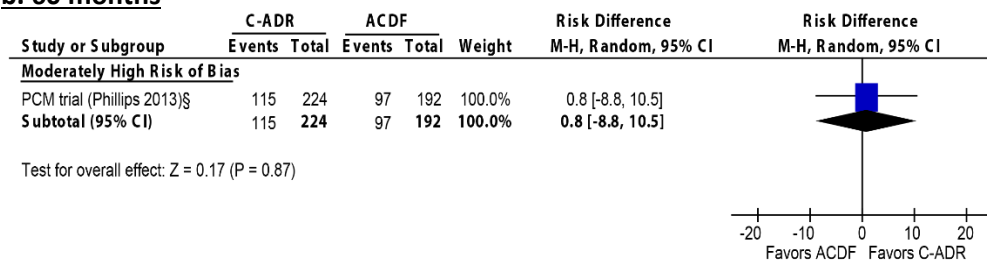 b. 60 months
C-ADR ACDF Risk Difference Risk Difference
Study or Subgroup Events Total Events Total Weight M-H, Random, 95% CI M-H, Random, 95% CI
Moderately High Risk of Bias
PCM trial (Phillips 2013)§ 115 224 97 192 100.0% 0.8 [-8.8, 10.5]
Subtotal (95% CI) 115 224 97 192 100.0% 0.8 [-8.8, 10.5]
Test for overall effect: Z = 0.17 (P = 0.87)
-20 -10 0 10 20
Favors ACDF Favors C-ADR